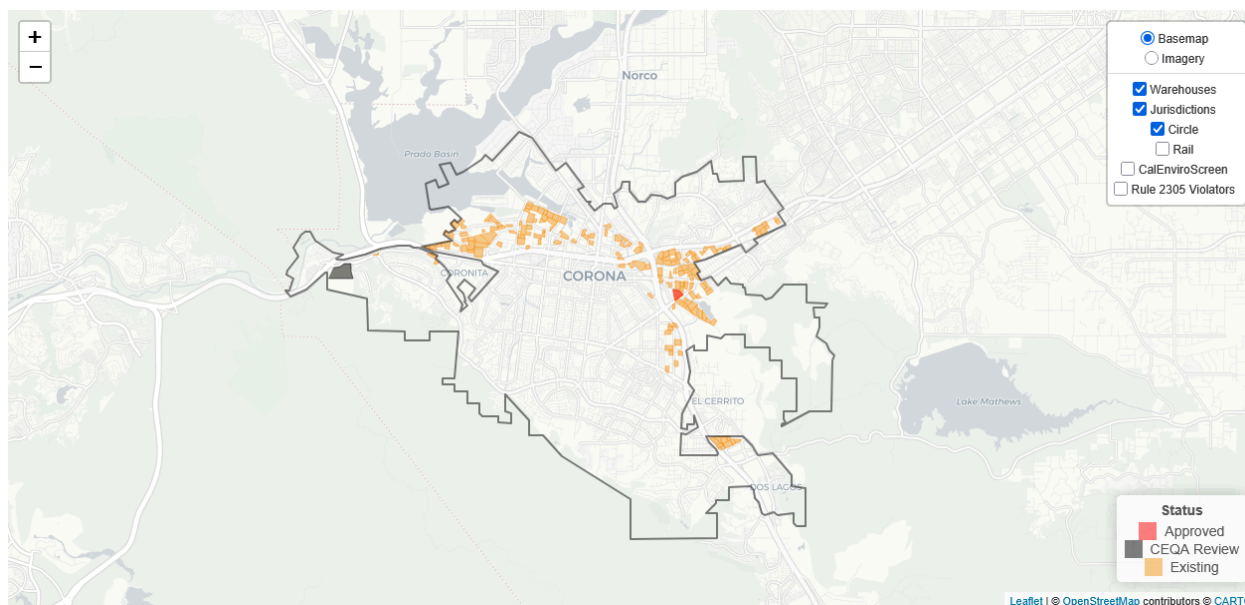 +
−
Norco
Prado Basin
CORONITA
CORONA
EL CERRITO
Lake Mathews
DOS LAGOS
Basemap
Imagery
Warehouses
Jurisdictions
Circle
Rail
CalEnviroScreen
Rule 2305 Violators
Status
Approved
CEQA Review
Existing
Leaflet | © OpenStreetMap contributors © CARTO